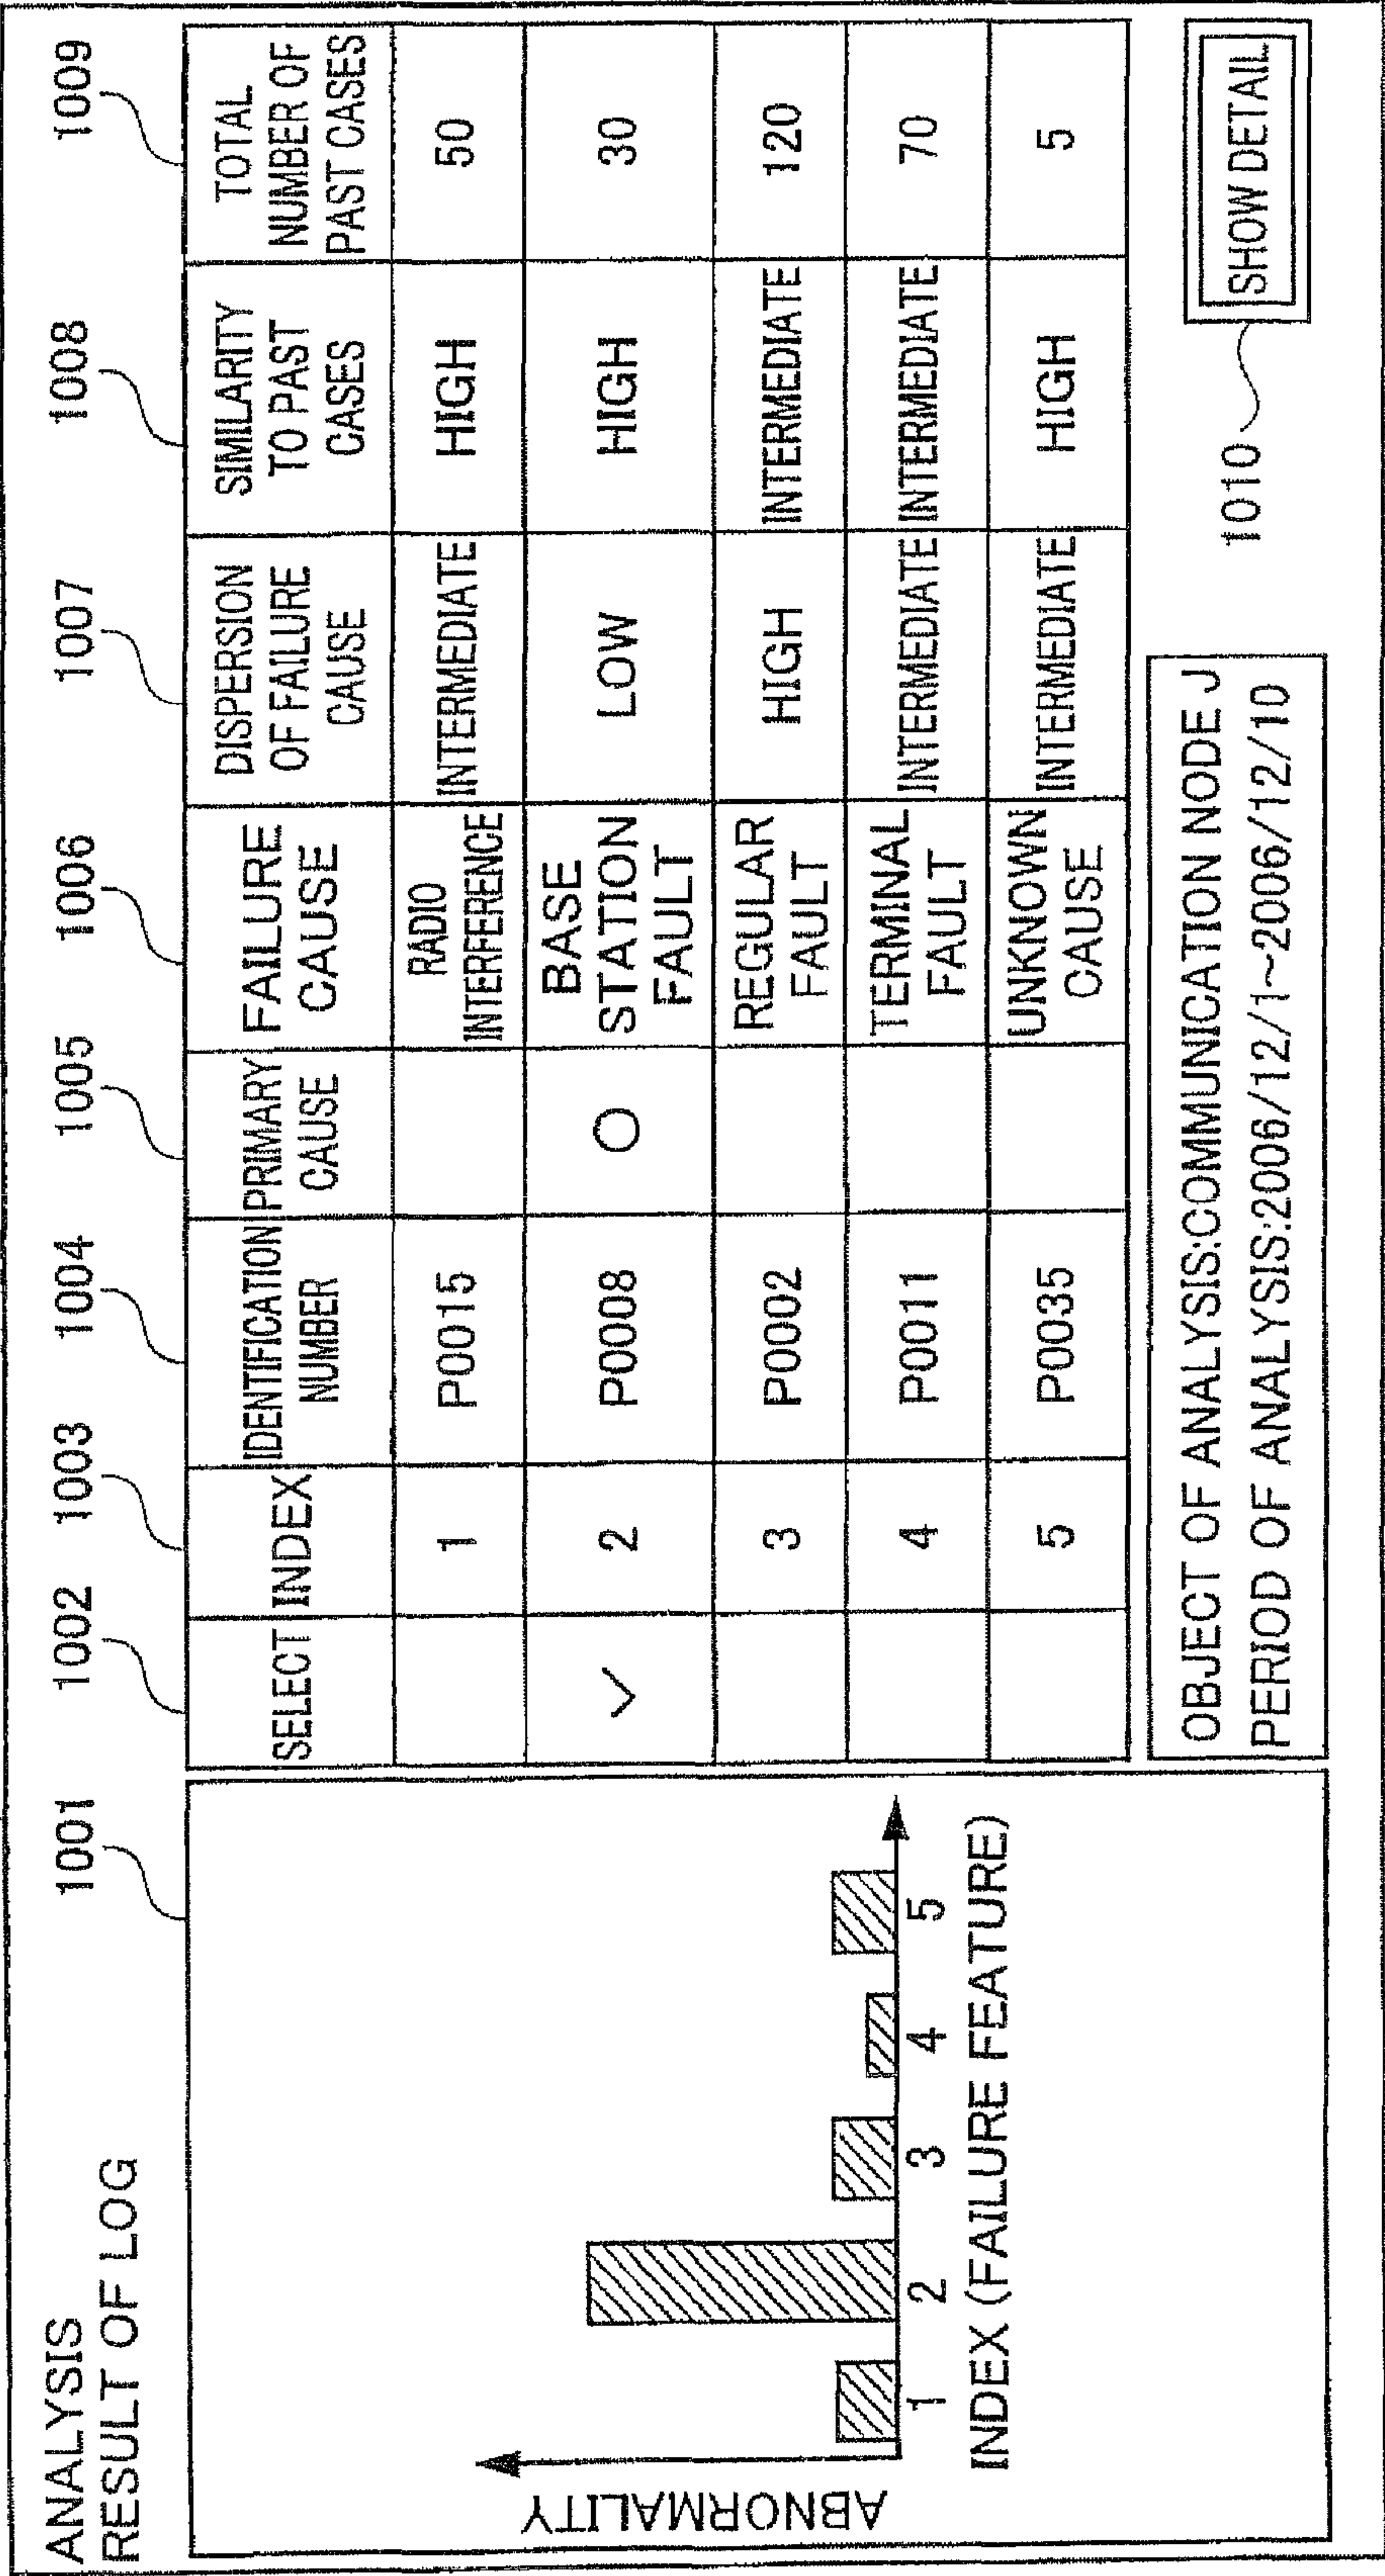 ANALYSIS
RESULT OF LOG
1001
1002
1003
1004
1005
1006
1007
1008
1009
ABNORMALITY
1 2 3 4 5
INDEX (FAILURE FEATURE)
SELECT INDEX IDENTIFICATION NUMBER PRIMARY CAUSE FAILURE CAUSE DISPERSION OF FAILURE CAUSE SIMILARITY TO PAST CASES TOTAL NUMBER OF PAST CASES
1 P0015 RADIO INTERFERENCE INTERMEDIATE HIGH 50
✓ 2 P0008 O BASE STATION FAULT LOW HIGH 30
3 P0002 REGULAR FAULT HIGH INTERMEDIATE 120
4 P0011 TERMINAL FAULT INTERMEDIATE INTERMEDIATE 70
5 P0035 UNKNOWN CAUSE INTERMEDIATE HIGH 5
OBJECT OF ANALYSIS:COMMUNICATION NODE J
PERIOD OF ANALYSIS:2006/12/1~2006/12/10
1010
SHOW DETAIL